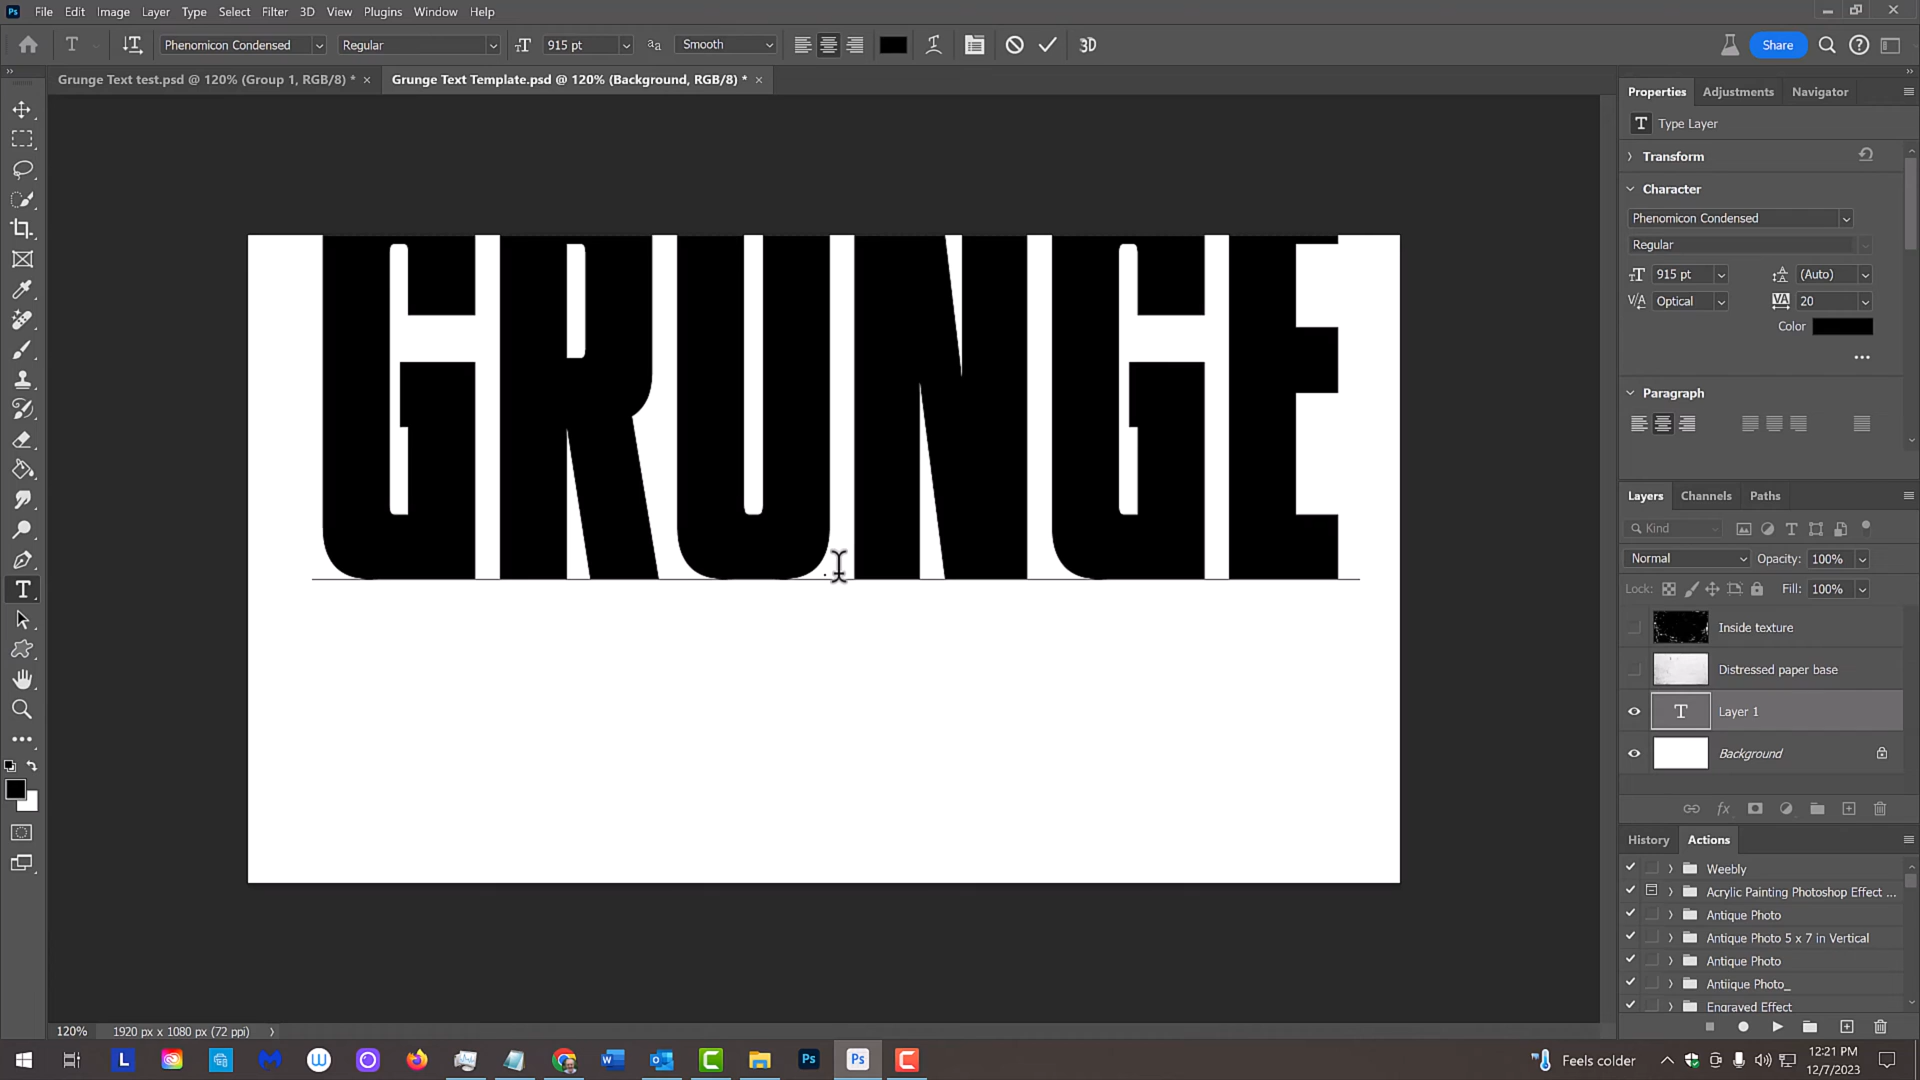 File Edit Image Layer Type Select Filter 3D View Plugins Window Help
Phenomicon Condensed Regular 915 pt Smooth 3D Share
Grunge Text test.psd @ 120% (Group 1, RGB/8) * Grunge Text Template.psd @ 120% (Background, RGB/8) *
Properties Adjustments Navigator
Type Layer
Transform
Character
Phenomicon Condensed
Regular
915 pt (Auto)
Optical 20
Color
Paragraph
GRUNGE
Layers Channels Paths
Kind
Normal Opacity: 100%
Lock: Fill: 100%
Inside texture
Distressed paper base
Layer 1
Background
History Actions
Weebly
Acrylic Painting Photoshop Effect ...
Antique Photo
Antique Photo 5 x 7 in Vertical
Antique Photo
Antiique Photo_
Engraved Effect
120% 1920 px x 1080 px (72 ppi)
Feels colder
12:21 PM
12/7/2023